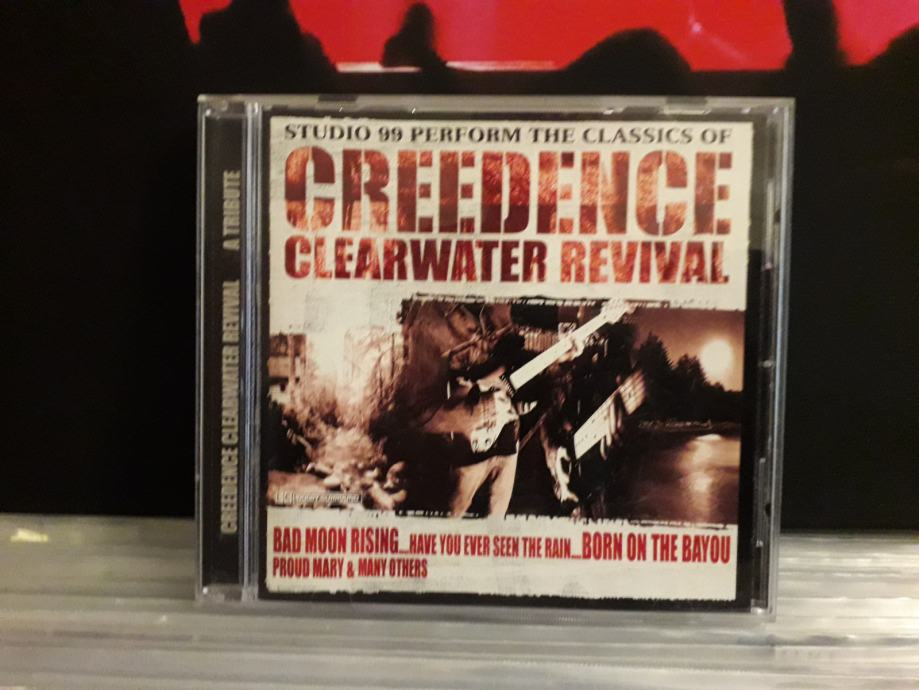 STUDIO 99 PERFORM THE CLASSICS OF
CREEDENCE
CLEARWATER REVIVAL
BAD MOON RISING...HAVE YOU EVER SEEN THE RAIN...BORN ON THE BAYOU
PROUD MARY & MANY OTHERS
CREEDENCE CLEARWATER REVIVAL A TRIBUTE